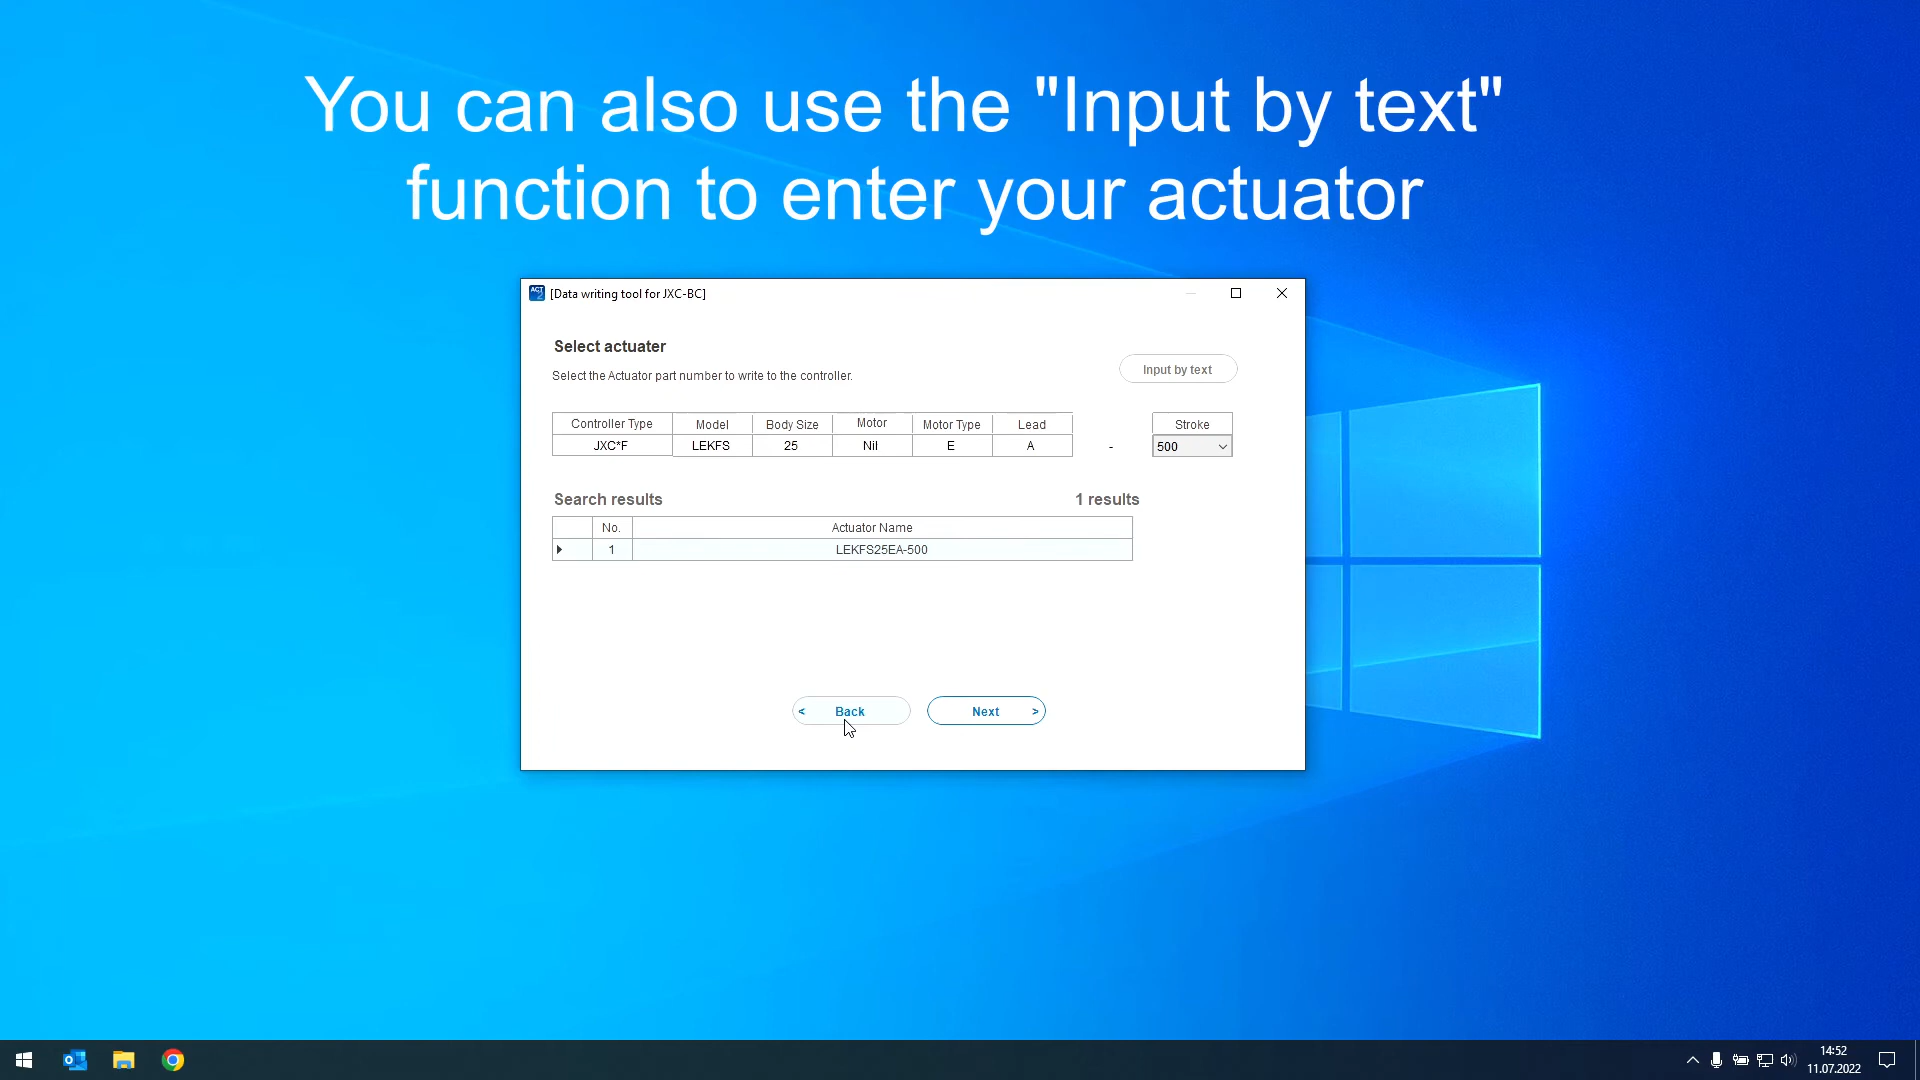 You can also use the "Input by text"
function to enter your actuator
ACT 2 [Data writing tool for JXC-BC]
Select actuater
Select the Actuator part number to write to the controller.
Input by text
Controller Type Model Body Size Motor Motor Type Lead Stroke
JXC*F LEKFS 25 Nil E A - 500
Search results 1 results
No. Actuator Name
1 LEKFS25EA-500
< Back Next >
14:52
11.07.2022